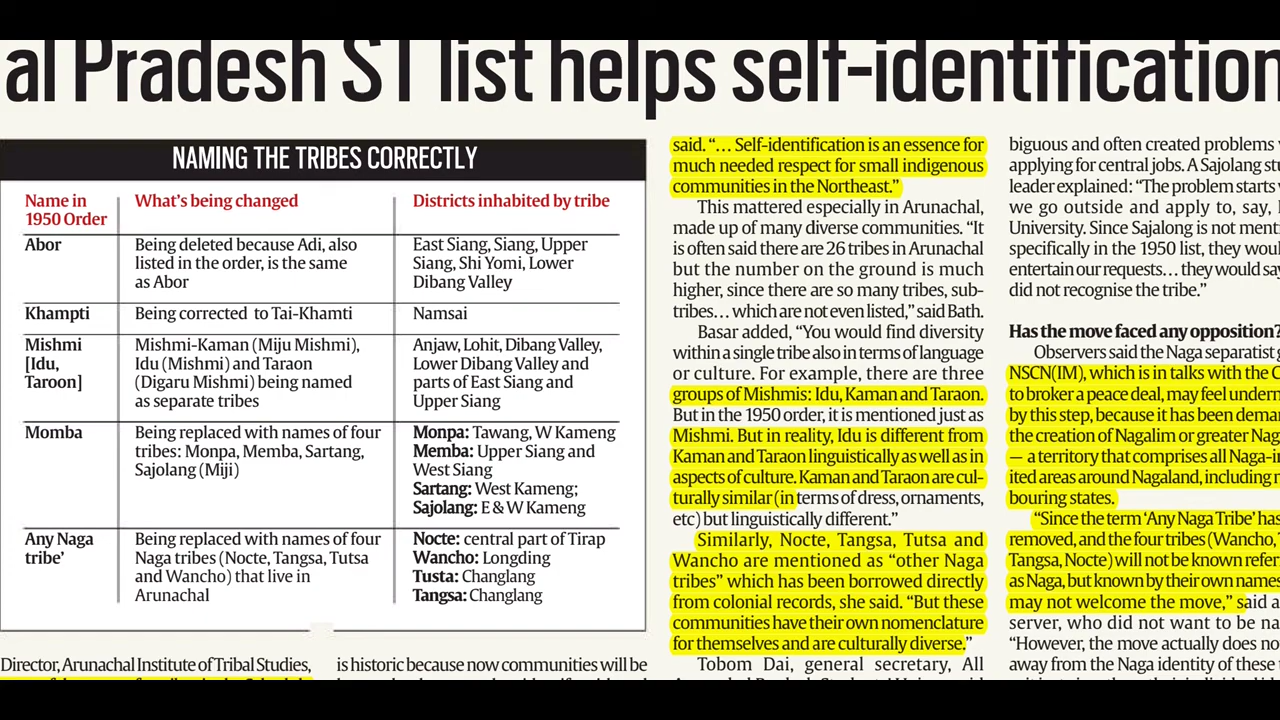 al Pradesh ST list helps self-identification
NAMING THE TRIBES CORRECTLY
Name in
1950 Order
What's being changed
Districts inhabited by tribe
Abor
Being deleted because Adi, also
listed in the order, is the same
as Abor
East Siang, Siang, Upper
Siang, Shi Yomi, Lower
Dibang Valley
Khampti
Being corrected to Tai-Khamti
Namsai
Mishmi
[Idu,
Taroon]
Mishmi-Kaman (Miju Mishmi),
Idu (Mishmi) and Taraon
(Digaru Mishmi) being named
as separate tribes
Anjaw, Lohit, Dibang Valley,
Lower Dibang Valley and
parts of East Siang and
Upper Siang
Momba
Being replaced with names of four
tribes: Monpa, Memba, Sartang,
Sajolang (Miji)
Monpa: Tawang, W Kameng
Memba: Upper Siang and
West Siang
Sartang: West Kameng;
Sajolang: E & W Kameng
Any Naga
tribe’
Being replaced with names of four
Naga tribes (Nocte, Tangsa, Tutsa
and Wancho) that live in
Arunachal
Nocte: central part of Tirap
Wancho: Longding
Tusta: Changlang
Tangsa: Changlang
Director, Arunachal Institute of Tribal Studies,
is historic because now communities will be
said. “… Self-identification is an essence for
much needed respect for small indigenous
communities in the Northeast.”
This mattered especially in Arunachal,
made up of many diverse communities. “It
is often said there are 26 tribes in Arunachal
but the number on the ground is much
higher, since there are so many tribes, sub-
tribes… which are not even listed,” said Bath.
Basar added, “You would find diversity
within a single tribe also in terms of language
or culture. For example, there are three
groups of Mishmis: Idu, Kaman and Taraon.
But in the 1950 order, it is mentioned just as
Mishmi. But in reality, Idu is different from
Kaman and Taraon linguistically as well as in
aspects of culture. Kaman and Taraon are cul-
turally similar (in terms of dress, ornaments,
etc) but linguistically different.”
Similarly, Nocte, Tangsa, Tutsa and
Wancho are mentioned as “other Naga
tribes” which has been borrowed directly
from colonial records, she said. “But these
communities have their own nomenclature
for themselves and are culturally diverse.”
Tobom Dai, general secretary, All
biguous and often created problems
applying for central jobs. A Sajolang
leader explained: “The problem starts
we go outside and apply to, say,
University. Since Sajalong is not
specifically in the 1950 list, they
entertain our requests… they would
did not recognise the tribe.”
Has the move faced any opposition?
Observers said the Naga separatist
NSCN(IM), which is in talks with the
to broker a peace deal, may feel
by this step, because it has been
the creation of Nagalim or greater
— a territory that comprises all
ited areas around Nagaland, including
bouring states.
“Since the term ‘Any Naga Tribe’ has
removed, and the four tribes (Wancho,
Tangsa, Nocte) will not be known
as Naga, but known by their own names
may not welcome the move,” said
server, who did not want to be
“However, the move actually does
away from the Naga identity of these